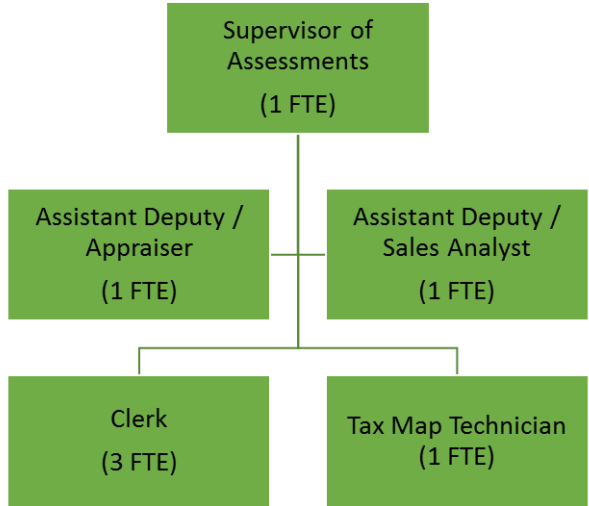 Supervisor of
Assessments
(1 FTE)
Assistant Deputy /
Appraiser
(1 FTE)
Assistant Deputy /
Sales Analyst
(1 FTE)
Clerk
(3 FTE)
Tax Map Technician
(1 FTE)